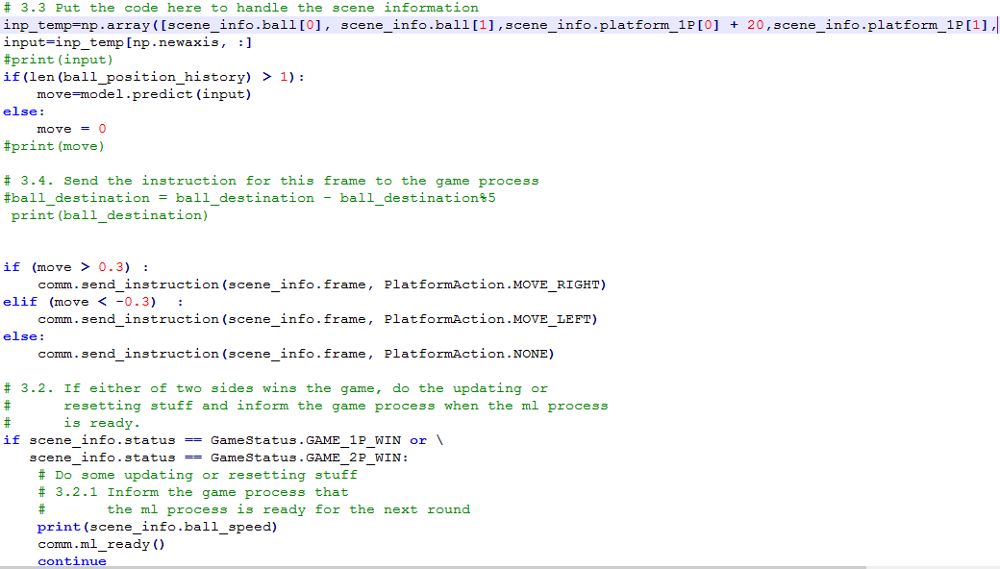 # 3.3 Put the code here to handle the scene information
inp_temp=np.array([scene_info.ball[0], scene_info.ball[1],scene_info.platform_1P[0] + 20,scene_info.platform_1P[1],
input=inp_temp[np.newaxis, :]
#print(input)
if(len(ball_position_history) > 1):
    move=model.predict(input)
else:
    move = 0
#print(move)
# 3.4. Send the instruction for this frame to the game process
#ball_destination = ball_destination - ball_destination%5
 print(ball_destination)
if (move > 0.3) :
    comm.send_instruction(scene_info.frame, PlatformAction.MOVE_RIGHT)
elif (move < -0.3)  :
    comm.send_instruction(scene_info.frame, PlatformAction.MOVE_LEFT)
else:
    comm.send_instruction(scene_info.frame, PlatformAction.NONE)
# 3.2. If either of two sides wins the game, do the updating or
#      resetting stuff and inform the game process when the ml process
#      is ready.
if scene_info.status == GameStatus.GAME_1P_WIN or \
   scene_info.status == GameStatus.GAME_2P_WIN:
    # Do some updating or resetting stuff
    # 3.2.1 Inform the game process that
    #       the ml process is ready for the next round
    print(scene_info.ball_speed)
    comm.ml_ready()
    continue